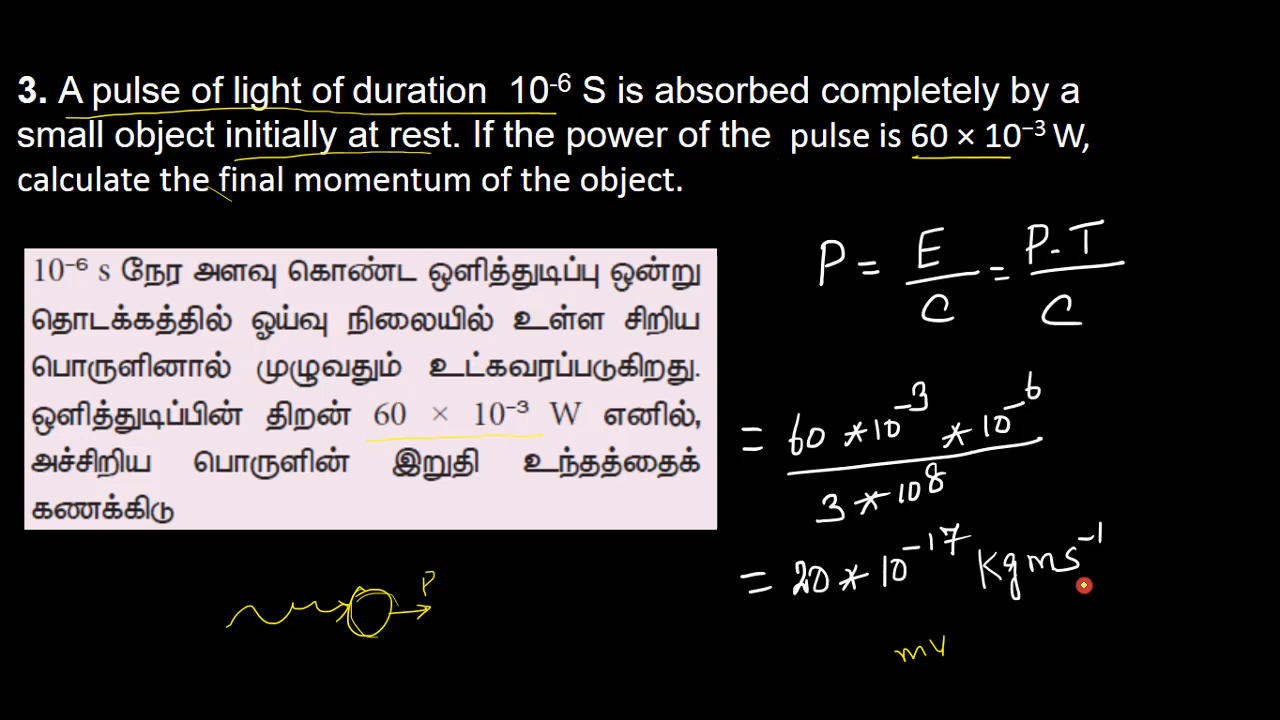 3. A pulse of light of duration 10⁻⁶ S is absorbed completely by a
small object initially at rest. If the power of the pulse is 60 × 10⁻³ W,
calculate the final momentum of the object.
10⁻⁶ s நேர அளவு கொண்ட ஒளித்துடிப்பு ஒன்று
தொடக்கத்தில் ஓய்வு நிலையில் உள்ள சிறிய
பொருளினால் முழுவதும் உட்கவரப்படுகிறது.
ஒளித்துடிப்பின் திறன் 60 × 10⁻³ W எனில்,
அச்சிறிய பொருளின் இறுதி உந்தத்தைக்
கணக்கிடு
P = E/C = P.T/C
= 60 * 10⁻³ * 10⁻⁶ / 3 * 10⁸
= 20 * 10⁻¹⁷ kgms⁻¹
P
mv